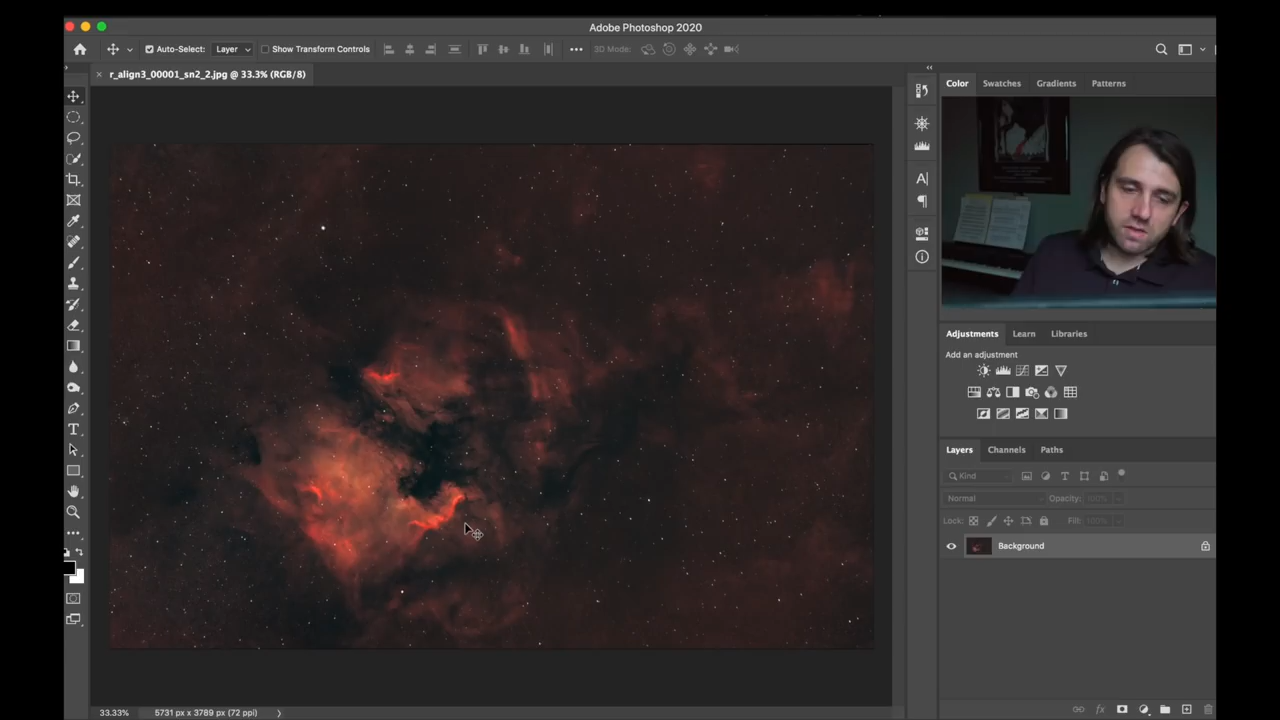 Adobe Photoshop 2020
Auto-Select: Layer Show Transform Controls 3D Mode:
r_align3_00001_sn2_2.jpg @ 33.3% (RGB/8)
Color Swatches Gradients Patterns
Adjustments Learn Libraries
Add an adjustment
Layers Channels Paths
Kind
Normal Opacity: 100%
Lock: Fill: 100%
Background
33.33% 5731 px x 3789 px (72 ppi)